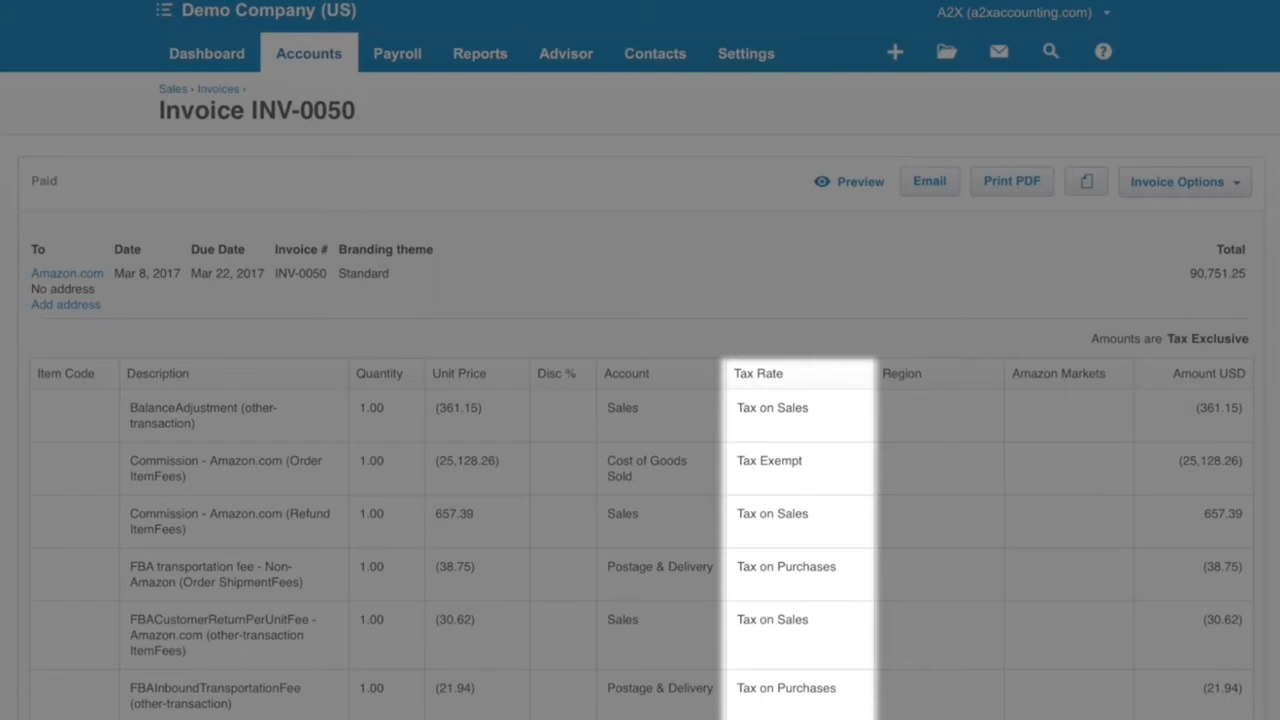 Demo Company (US)
A2X (a2xaccounting.com)
Dashboard Accounts Payroll Reports Advisor Contacts Settings
Sales › Invoices ›
Invoice INV-0050
Paid
Preview Email Print PDF Invoice Options
To Date Due Date Invoice # Branding theme Total
Amazon.com Mar 8, 2017 Mar 22, 2017 INV-0050 Standard 90,751.25
No address
Add address
Amounts are Tax Exclusive
Item Code Description Quantity Unit Price Disc % Account Tax Rate Region Amazon Markets Amount USD
BalanceAdjustment (other- 1.00 (361.15) Sales Tax on Sales (361.15)
transaction)
Commission - Amazon.com (Order 1.00 (25,128.26) Cost of Goods Tax Exempt (25,128.26)
ItemFees) Sold
Commission - Amazon.com (Refund 1.00 657.39 Sales Tax on Sales 657.39
ItemFees)
FBA transportation fee - Non- 1.00 (38.75) Postage & Delivery Tax on Purchases (38.75)
Amazon (Order ShipmentFees)
FBACustomerReturnPerUnitFee - 1.00 (30.62) Sales Tax on Sales (30.62)
Amazon.com (other-transaction
ItemFees)
FBAInboundTransportationFee 1.00 (21.94) Postage & Delivery Tax on Purchases (21.94)
(other-transaction)